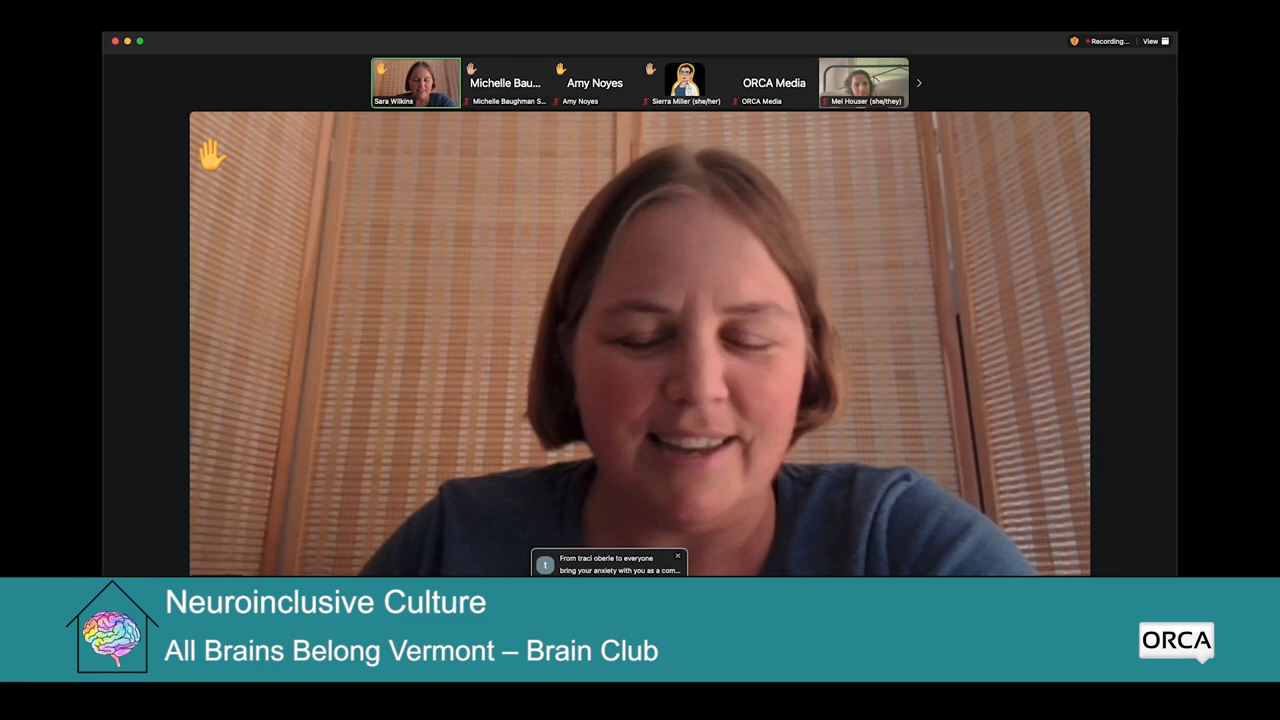 Recording...
View
Michelle Bau...
Amy Noyes
ORCA Media
Sara Wilkins
Michelle Baughman S...
Amy Noyes
Sierra Miller (she/her)
ORCA Media
Mel Houser (she/they)
From traci oberle to everyone
bring your anxiety with you as a com...
t
Neuroinclusive Culture
All Brains Belong Vermont – Brain Club
ORCA